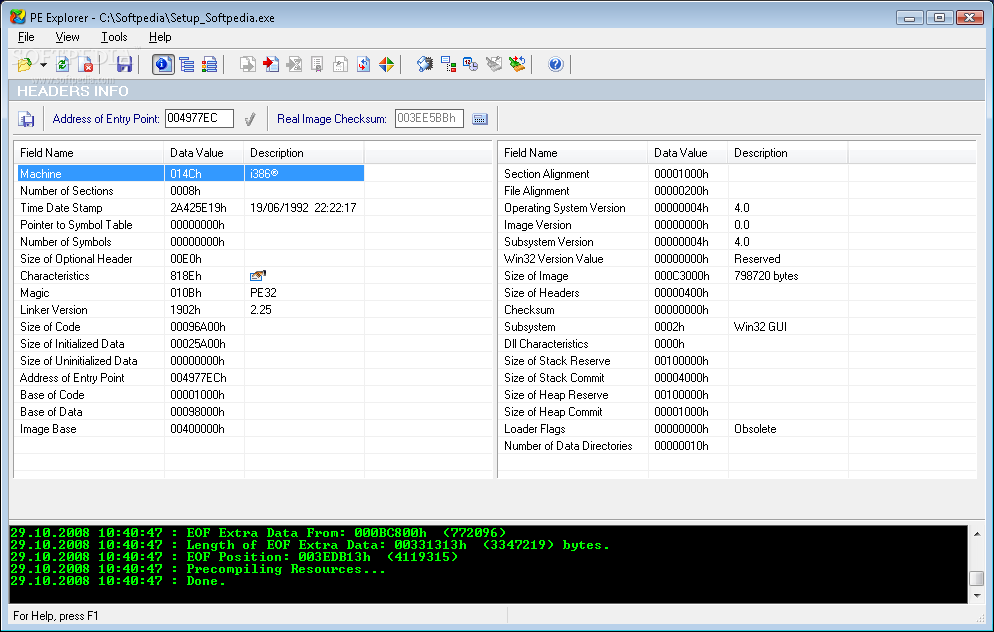 PE Explorer - C:\Softpedia\Setup_Softpedia.exe
File View Tools Help
SOFTPEDIA
www.softpedia.com
HEADERS INFO
Address of Entry Point: 004977EC Real Image Checksum: 003EE5BBh
Field Name Data Value Description
Machine 014Ch i386®
Number of Sections 0008h
Time Date Stamp 2A425E19h 19/06/1992 22:22:17
Pointer to Symbol Table 00000000h
Number of Symbols 00000000h
Size of Optional Header 00E0h
Characteristics 818Eh
Magic 010Bh PE32
Linker Version 1902h 2.25
Size of Code 00096A00h
Size of Initialized Data 00025A00h
Size of Uninitialized Data 00000000h
Address of Entry Point 004977ECh
Base of Code 00001000h
Base of Data 00098000h
Image Base 00400000h
Field Name Data Value Description
Section Alignment 00001000h
File Alignment 00000200h
Operating System Version 00000004h 4.0
Image Version 00000000h 0.0
Subsystem Version 00000004h 4.0
Win32 Version Value 00000000h Reserved
Size of Image 000C3000h 798720 bytes
Size of Headers 00000400h
Checksum 00000000h
Subsystem 0002h Win32 GUI
Dll Characteristics 0000h
Size of Stack Reserve 00100000h
Size of Stack Commit 00004000h
Size of Heap Reserve 00100000h
Size of Heap Commit 00001000h
Loader Flags 00000000h Obsolete
Number of Data Directories 00000010h
29.10.2008 10:40:47 : EOF Extra Data From: 000BC800h (772096)
29.10.2008 10:40:47 : Length of EOF Extra Data: 00331313h (3347219) bytes.
29.10.2008 10:40:47 : EOF Position: 003EDB13h (4119315)
29.10.2008 10:40:47 : Precompiling Resources...
29.10.2008 10:40:47 : Done.
For Help, press F1